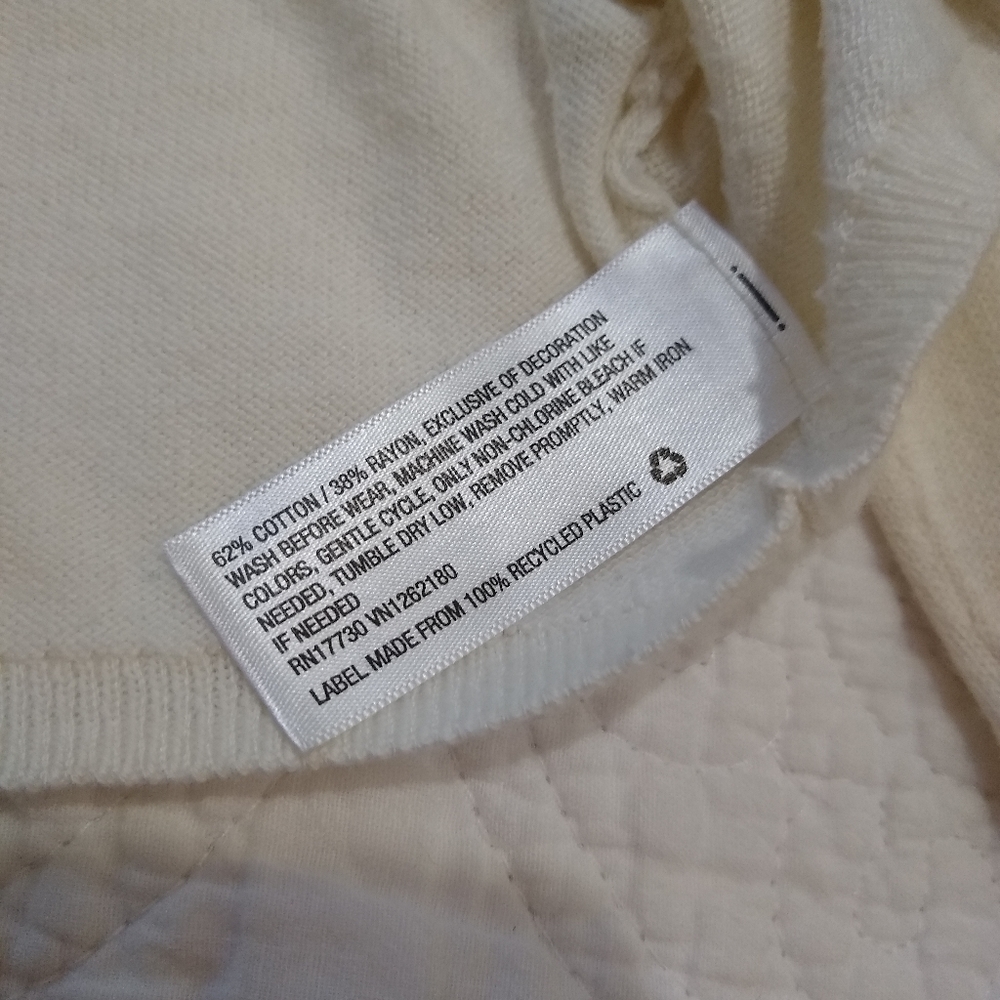 62% COTTON / 38% RAYON, EXCLUSIVE OF DECORATION
WASH BEFORE WEAR, MACHINE WASH COLD WITH LIKE
COLORS, GENTLE CYCLE, ONLY NON-CHLORINE BLEACH IF
NEEDED, TUMBLE DRY LOW, REMOVE PROMPTLY, WARM IRON
IF NEEDED
RN17730 VN1262180
LABEL MADE FROM 100% RECYCLED PLASTIC